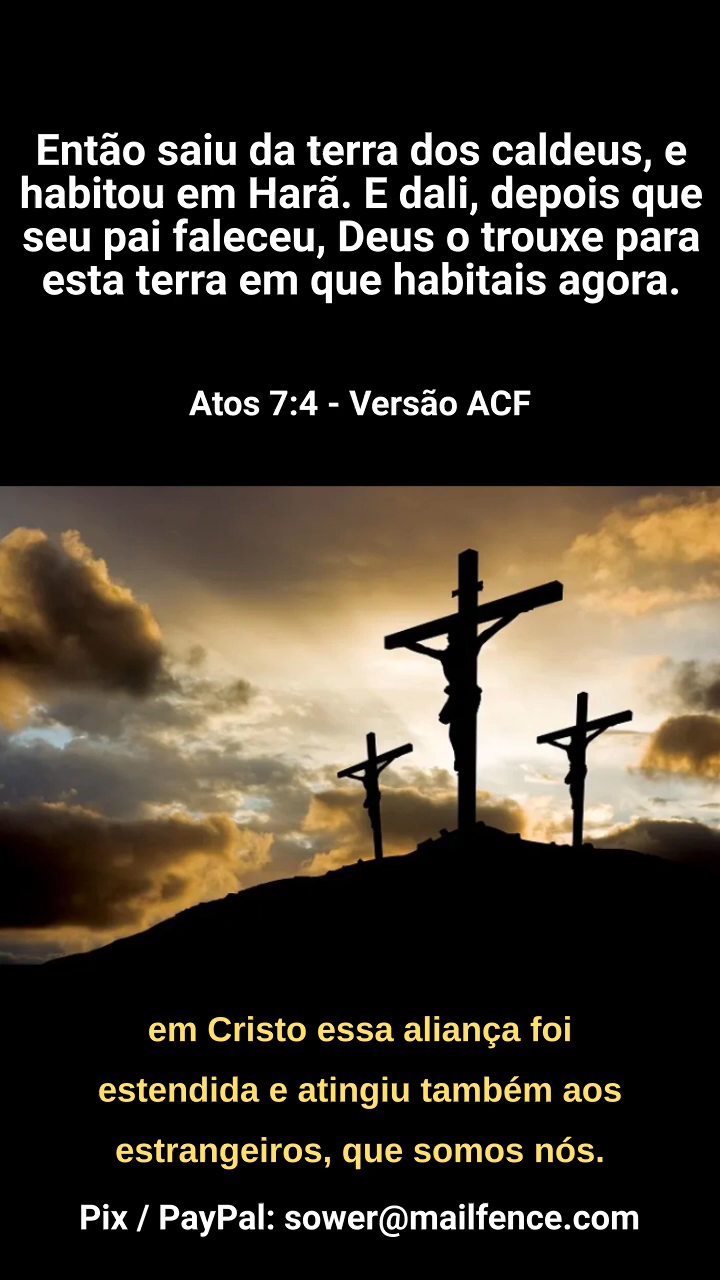 Então saiu da terra dos caldeus, e
habitou em Harã. E dali, depois que
seu pai faleceu, Deus o trouxe para
esta terra em que habitais agora.
Atos 7:4 - Versão ACF
em Cristo essa aliança foi
estendida e atingiu também aos
estrangeiros, que somos nós.
Pix / PayPal: sower@mailfence.com